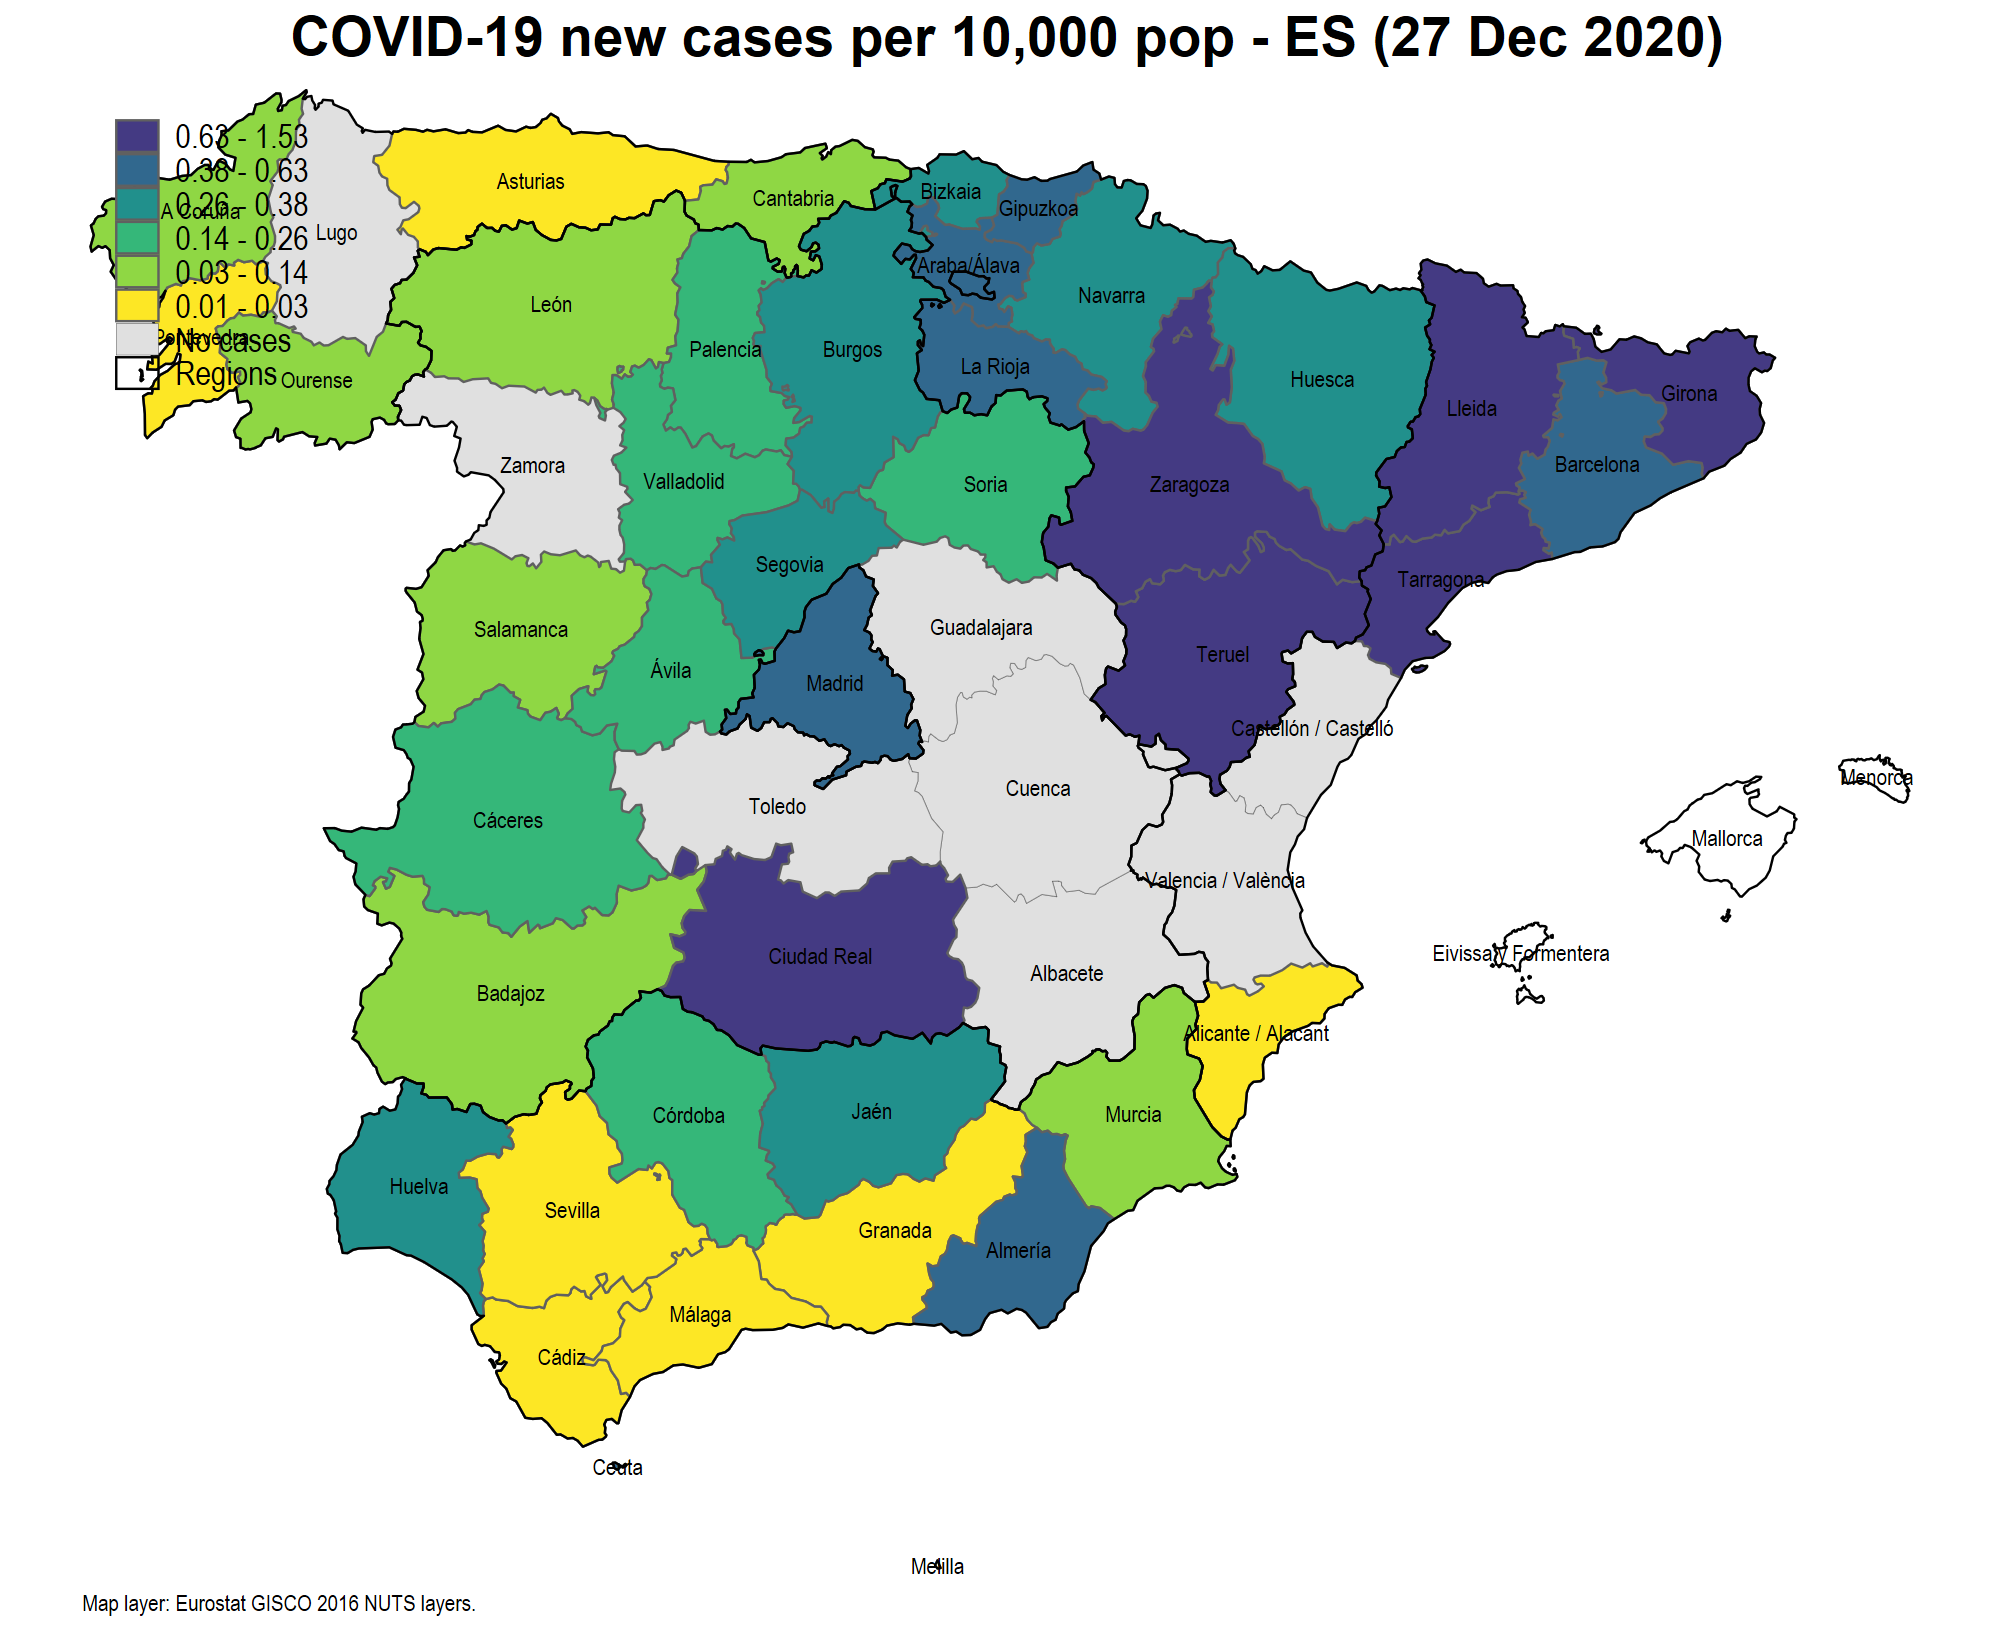 COVID-19 new cases per 10,000 pop - ES (27 Dec 2020)
0.63 - 1.53
0.38 - 0.63
0.26 - 0.38
0.14 - 0.26
0.03 - 0.14
0.01 - 0.03
No cases
Regions
A Coruña
Lugo
Pontevedra
Ourense
Asturias
Cantabria
Bizkaia
Gipuzkoa
Araba/Álava
Navarra
León
Palencia
Burgos
La Rioja
Huesca
Lleida
Girona
Barcelona
Zamora
Valladolid
Soria
Zaragoza
Segovia
Tarragona
Salamanca
Ávila
Madrid
Guadalajara
Teruel
Castellón / Castelló
Cáceres
Toledo
Cuenca
Menorca
Mallorca
Valencia / València
Eivissa y Formentera
Badajoz
Ciudad Real
Albacete
Alicante / Alacant
Huelva
Córdoba
Jaén
Murcia
Sevilla
Granada
Almería
Málaga
Cádiz
Ceuta
Melilla
Map layer: Eurostat GISCO 2016 NUTS layers.